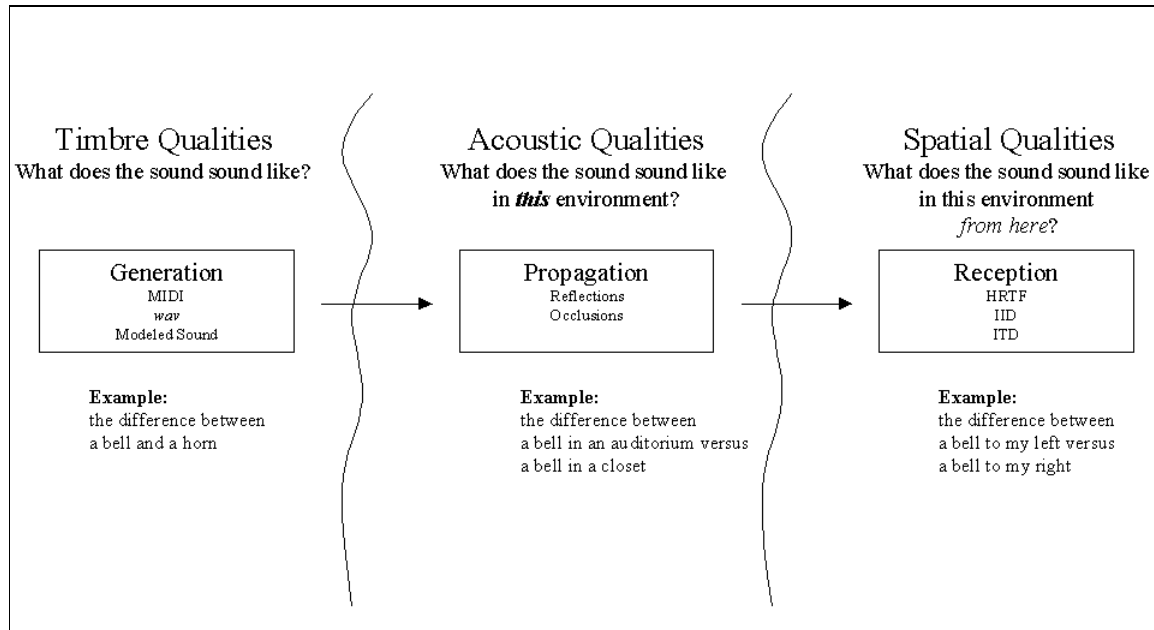 Timbre Qualities
What does the sound sound like?
Generation
MIDI
wav
Modeled Sound
Example:
the difference between
a bell and a horn
Acoustic Qualities
What does the sound sound like
in this environment?
Propagation
Reflections
Occlusions
Example:
the difference between
a bell in an auditorium versus
a bell in a closet
Spatial Qualities
What does the sound sound like
in this environment
from here?
Reception
HRTF
IID
ITD
Example:
the difference between
a bell to my left versus
a bell to my right